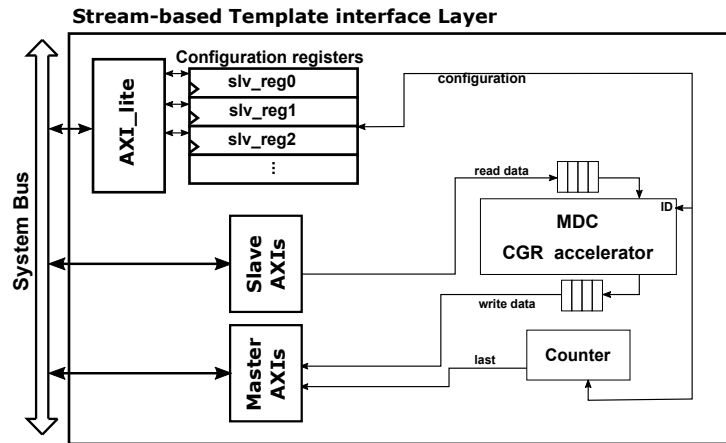 Stream-based Template interface Layer
Configuration registers
slv_reg0
slv_reg1
slv_reg2
...
AXI_lite
configuration
System Bus
read data
ID
MDC
CGR accelerator
Slave
AXIs
write data
Master
AXIs
last
Counter